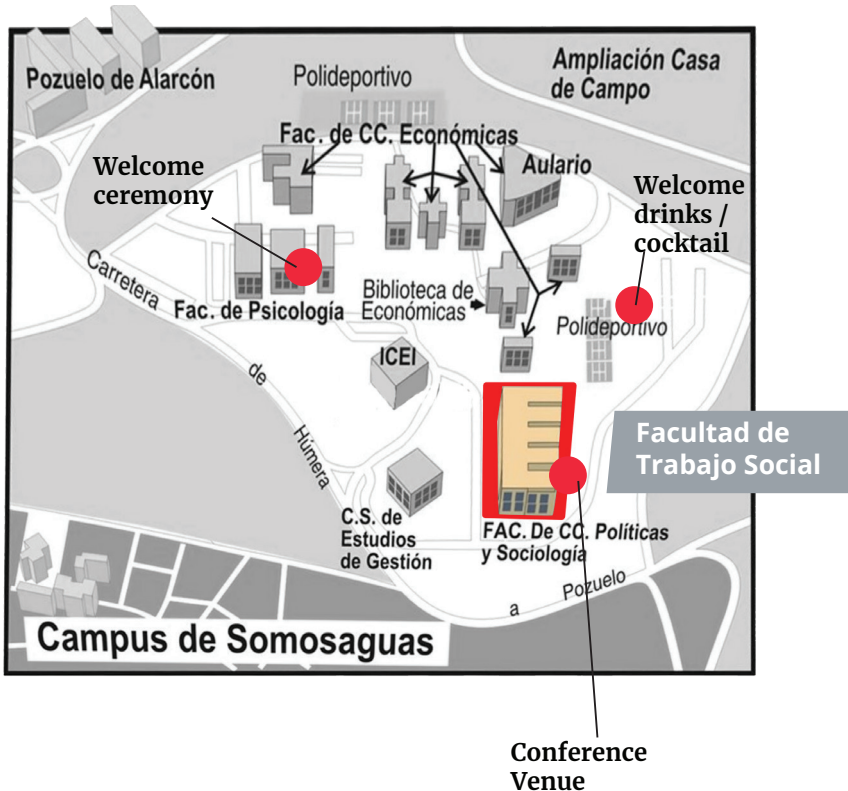 Pozuelo de Alarcón
Polideportivo
Ampliación Casa
de Campo
Fac. de CC. Económicas
Aulario
Welcome
ceremony
Welcome
drinks /
cocktail
Carretera
de
Húmera
a
Pozuelo
Fac. de Psicología
Biblioteca de
Económicas
Polideportivo
ICEI
Facultad de
Trabajo Social
C.S. de
Estudios
de Gestión
FAC. De CC. Políticas
y Sociología
Campus de Somosaguas
Conference
Venue